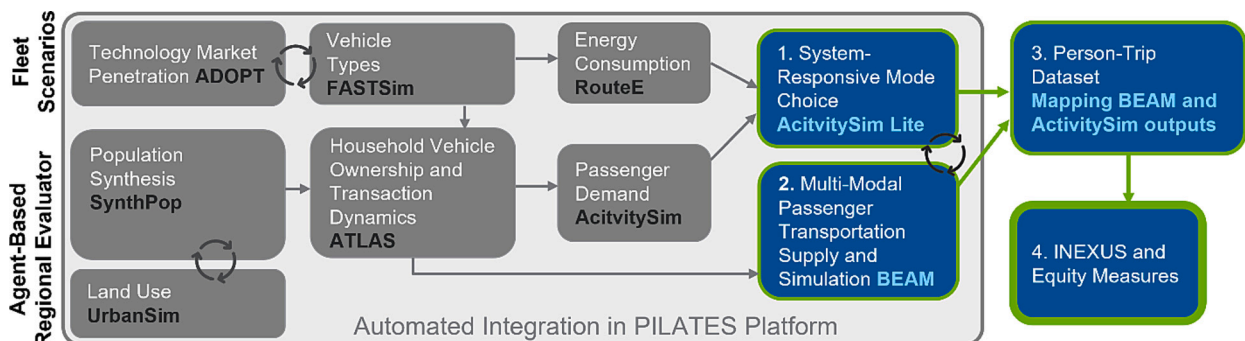 Fleet
Scenarios
Agent-Based
Regional Evaluator
Technology Market
Penetration ADOPT
Vehicle
Types
FASTSim
Energy
Consumption
RouteE
1. System-
Responsive Mode
Choice
AcitvitySim Lite
3. Person-Trip
Dataset
Mapping BEAM and
ActivitySim outputs
Population
Synthesis
SynthPop
Household Vehicle
Ownership and
Transaction
Dynamics
ATLAS
Passenger
Demand
AcitvitySim
2. Multi-Modal
Passenger
Transportation
Supply and
Simulation BEAM
4. INEXUS and
Equity Measures
Land Use
UrbanSim
Automated Integration in PILATES Platform